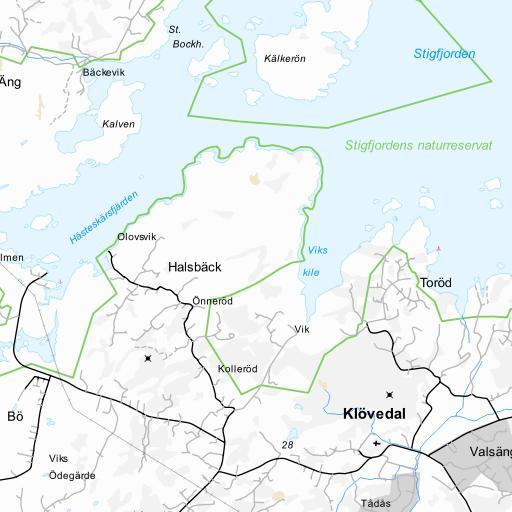 St.
Bockh.
Kälkerön
Stigfjorden
Bäckevik
Äng
Kalven
Stigfjordens naturreservat
Hästeskärsfjärden
Olovsvik
Viks
kile
lmen
Halsbäck
Toröd
Önneröd
Vik
Kolleröd
Bö
Klövedal
28
Viks
Ödegärde
Valsäng
Tådås